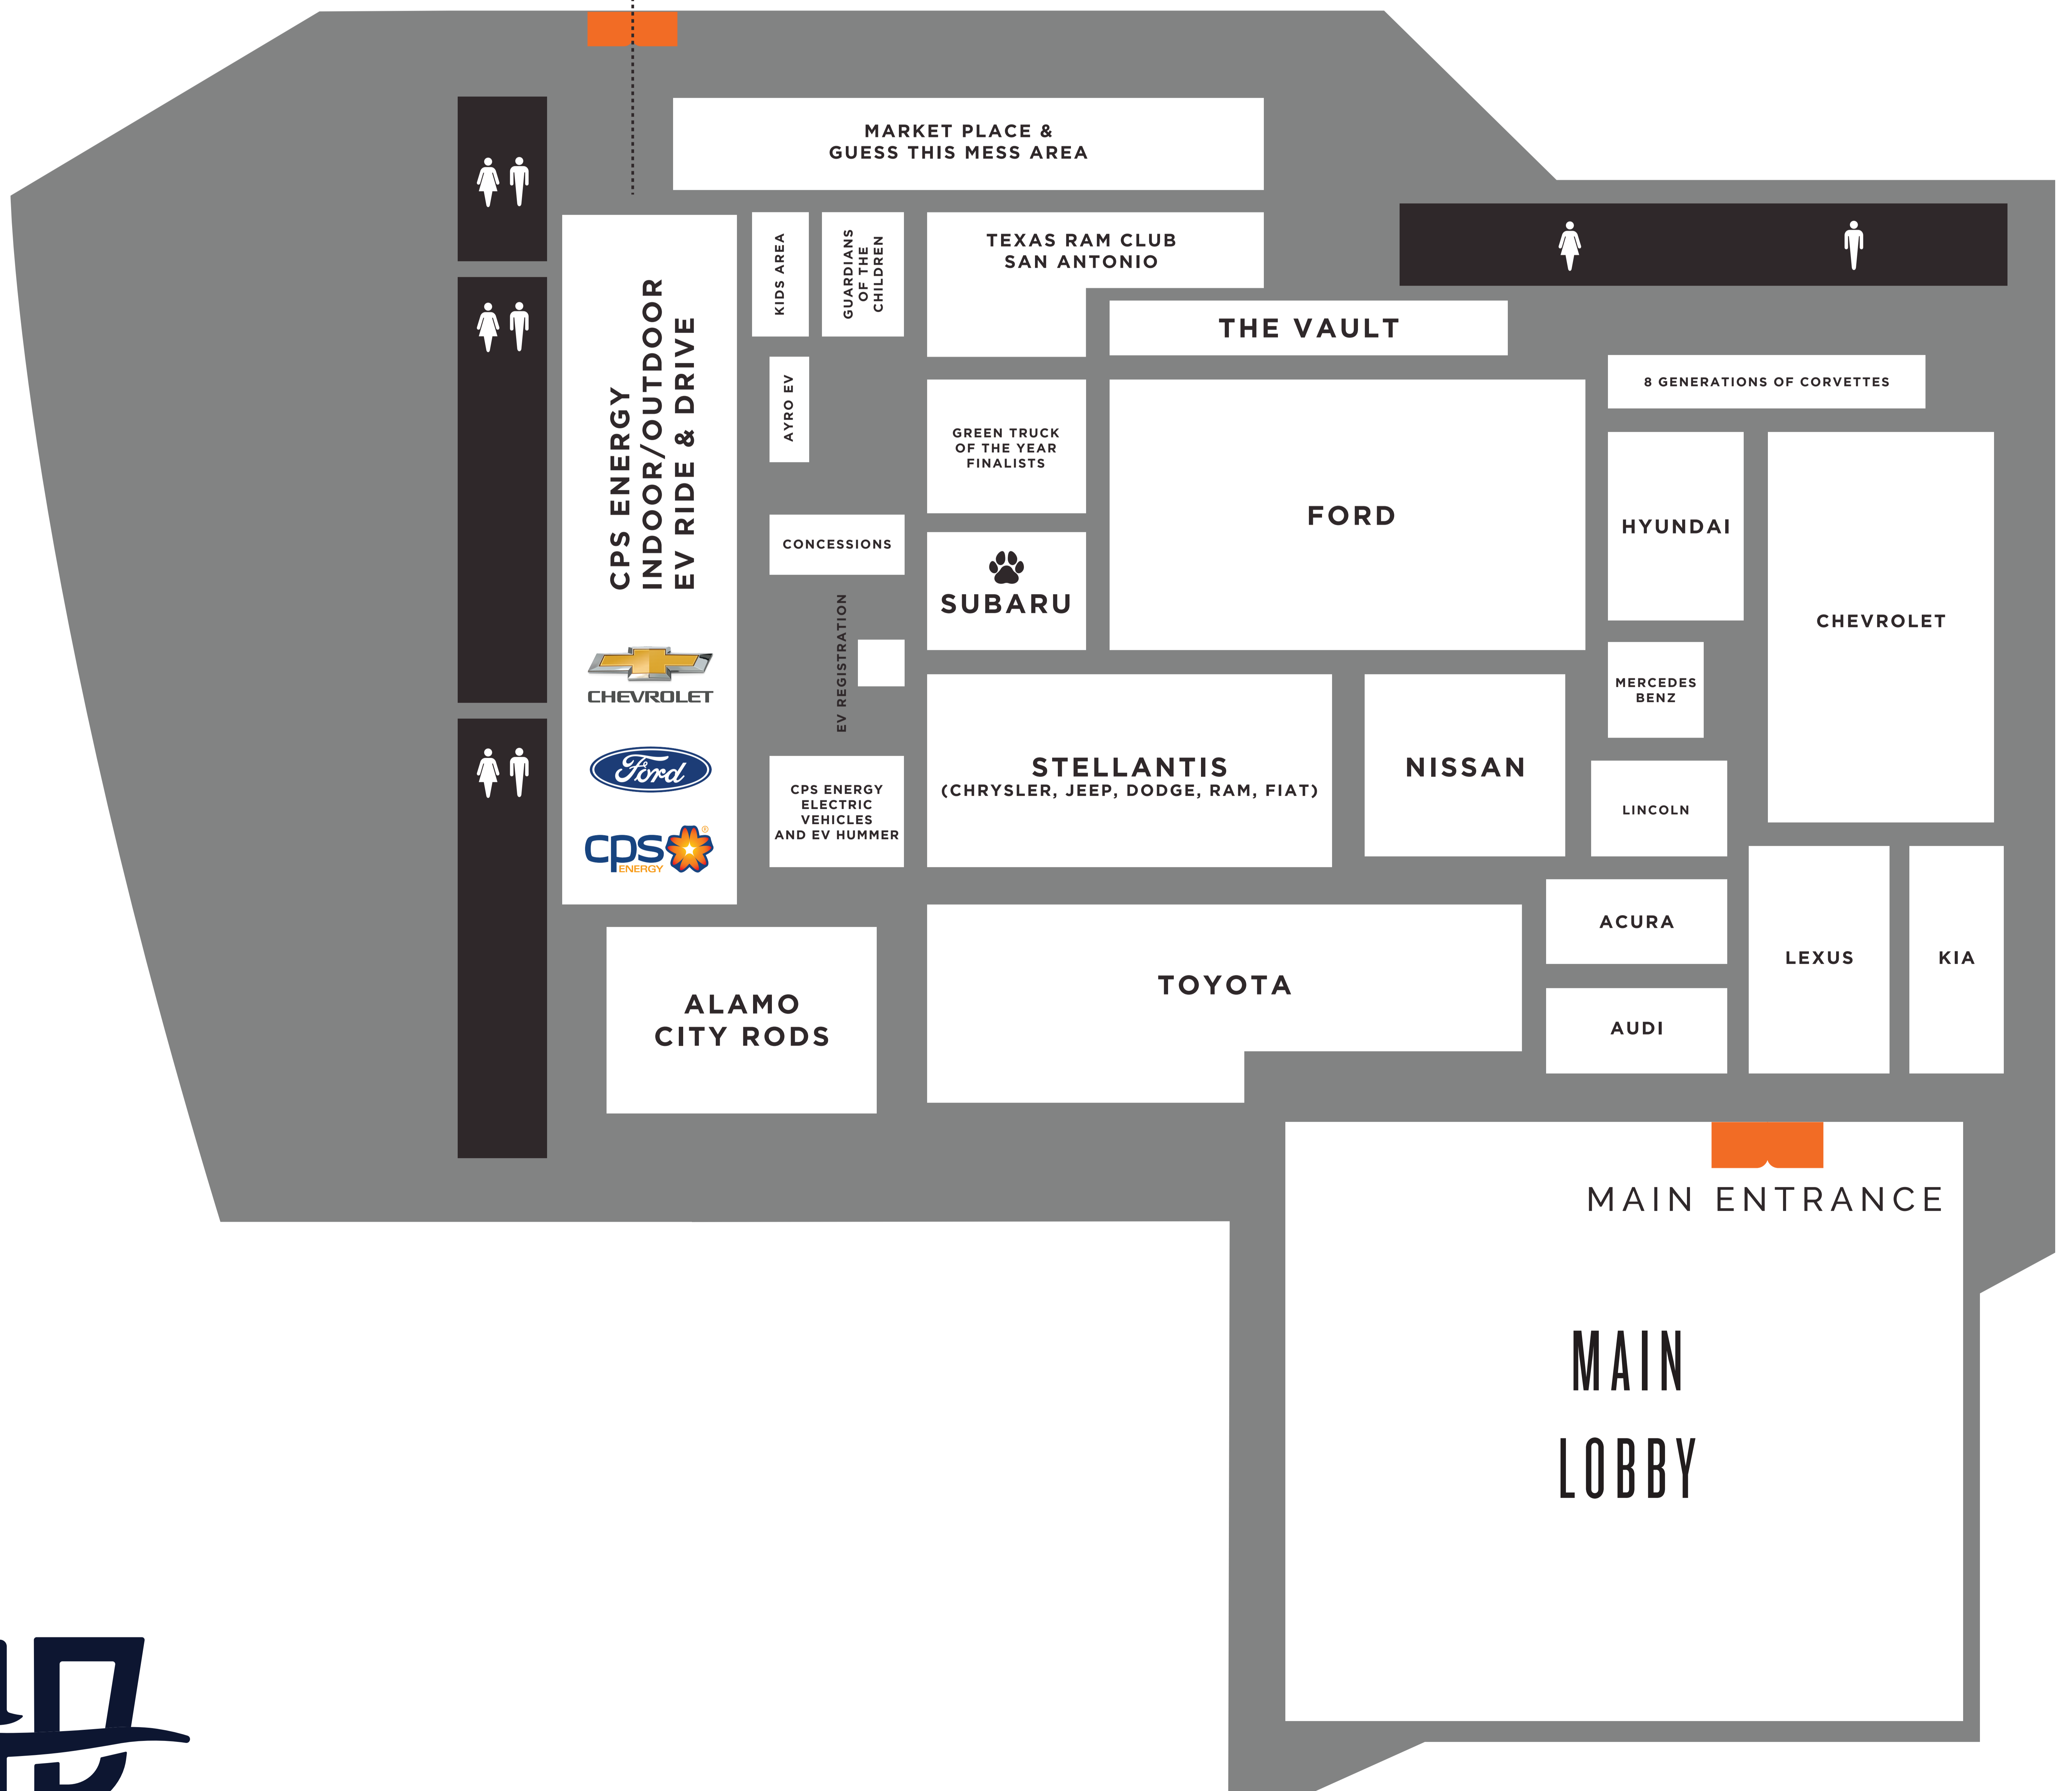 MARKET PLACE &
GUESS THIS MESS AREA
KIDS AREA
GUARDIANS
OF THE
CHILDREN
TEXAS RAM CLUB
SAN ANTONIO
THE VAULT
8 GENERATIONS OF CORVETTES
CPS ENERGY
INDOOR/OUTDOOR
EV RIDE & DRIVE
CHEVROLET
Ford
cps
®
ENERGY
AYRO EV
GREEN TRUCK
OF THE YEAR
FINALISTS
FORD
HYUNDAI
CHEVROLET
CONCESSIONS
SUBARU
EV REGISTRATION
MERCEDES
BENZ
CPS ENERGY
ELECTRIC
VEHICLES
AND EV HUMMER
STELLANTIS
(CHRYSLER, JEEP, DODGE, RAM, FIAT)
NISSAN
LINCOLN
ACURA
LEXUS
KIA
ALAMO
CITY RODS
TOYOTA
AUDI
MAIN ENTRANCE
MAIN
LOBBY